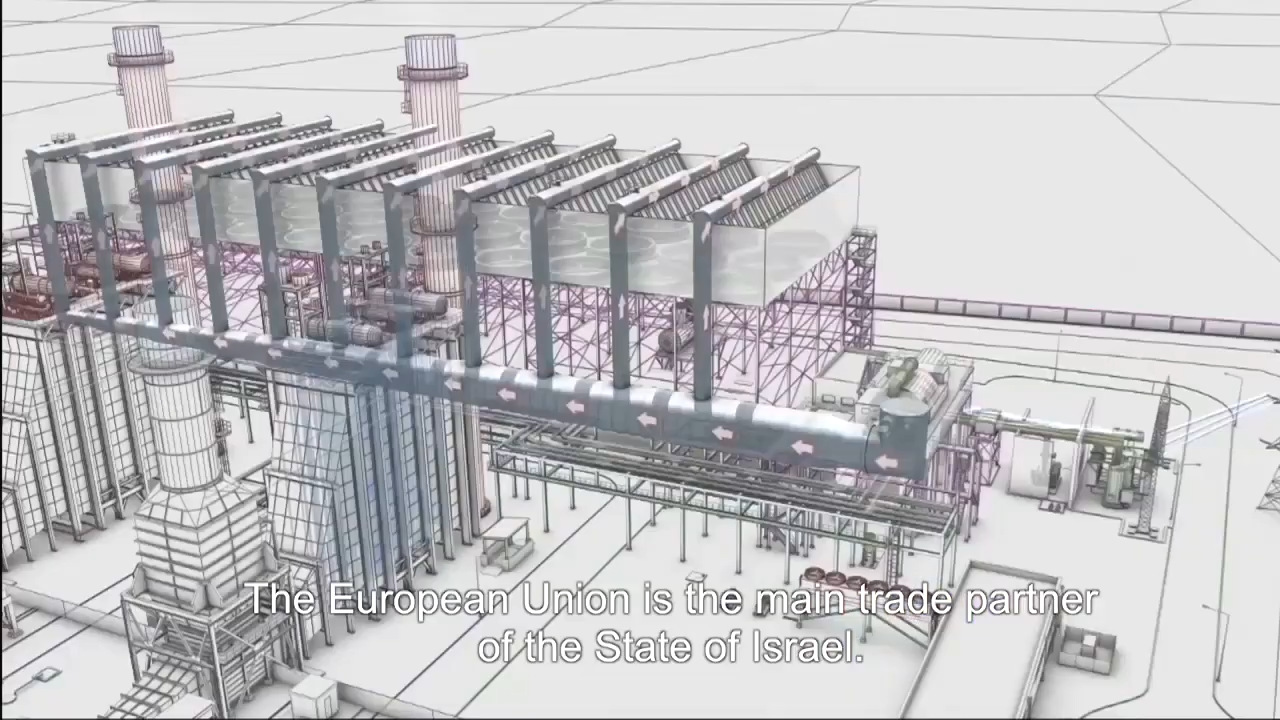 The European Union is the main trade partner
of the State of Israel.